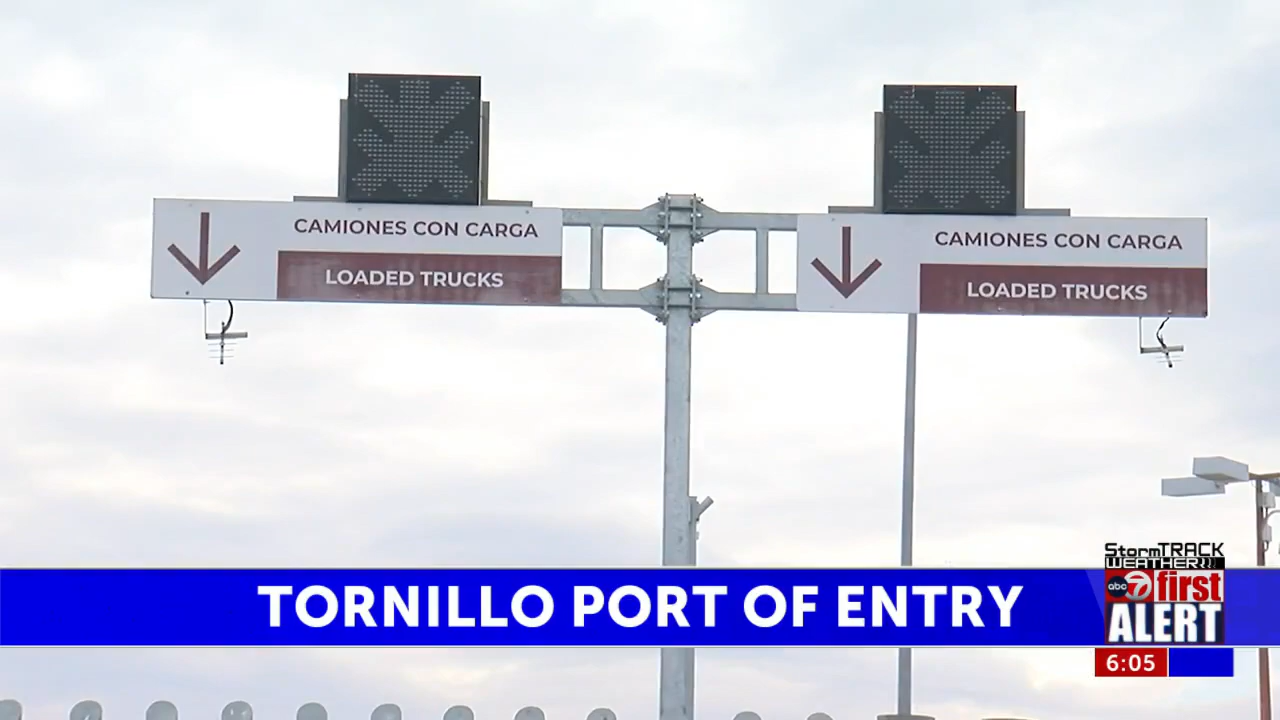 CAMIONES CON CARGA
LOADED TRUCKS
CAMIONES CON CARGA
LOADED TRUCKS
TORNILLO PORT OF ENTRY
StormTRACK
WEATHER
abc 7 first
ALERT
6:05